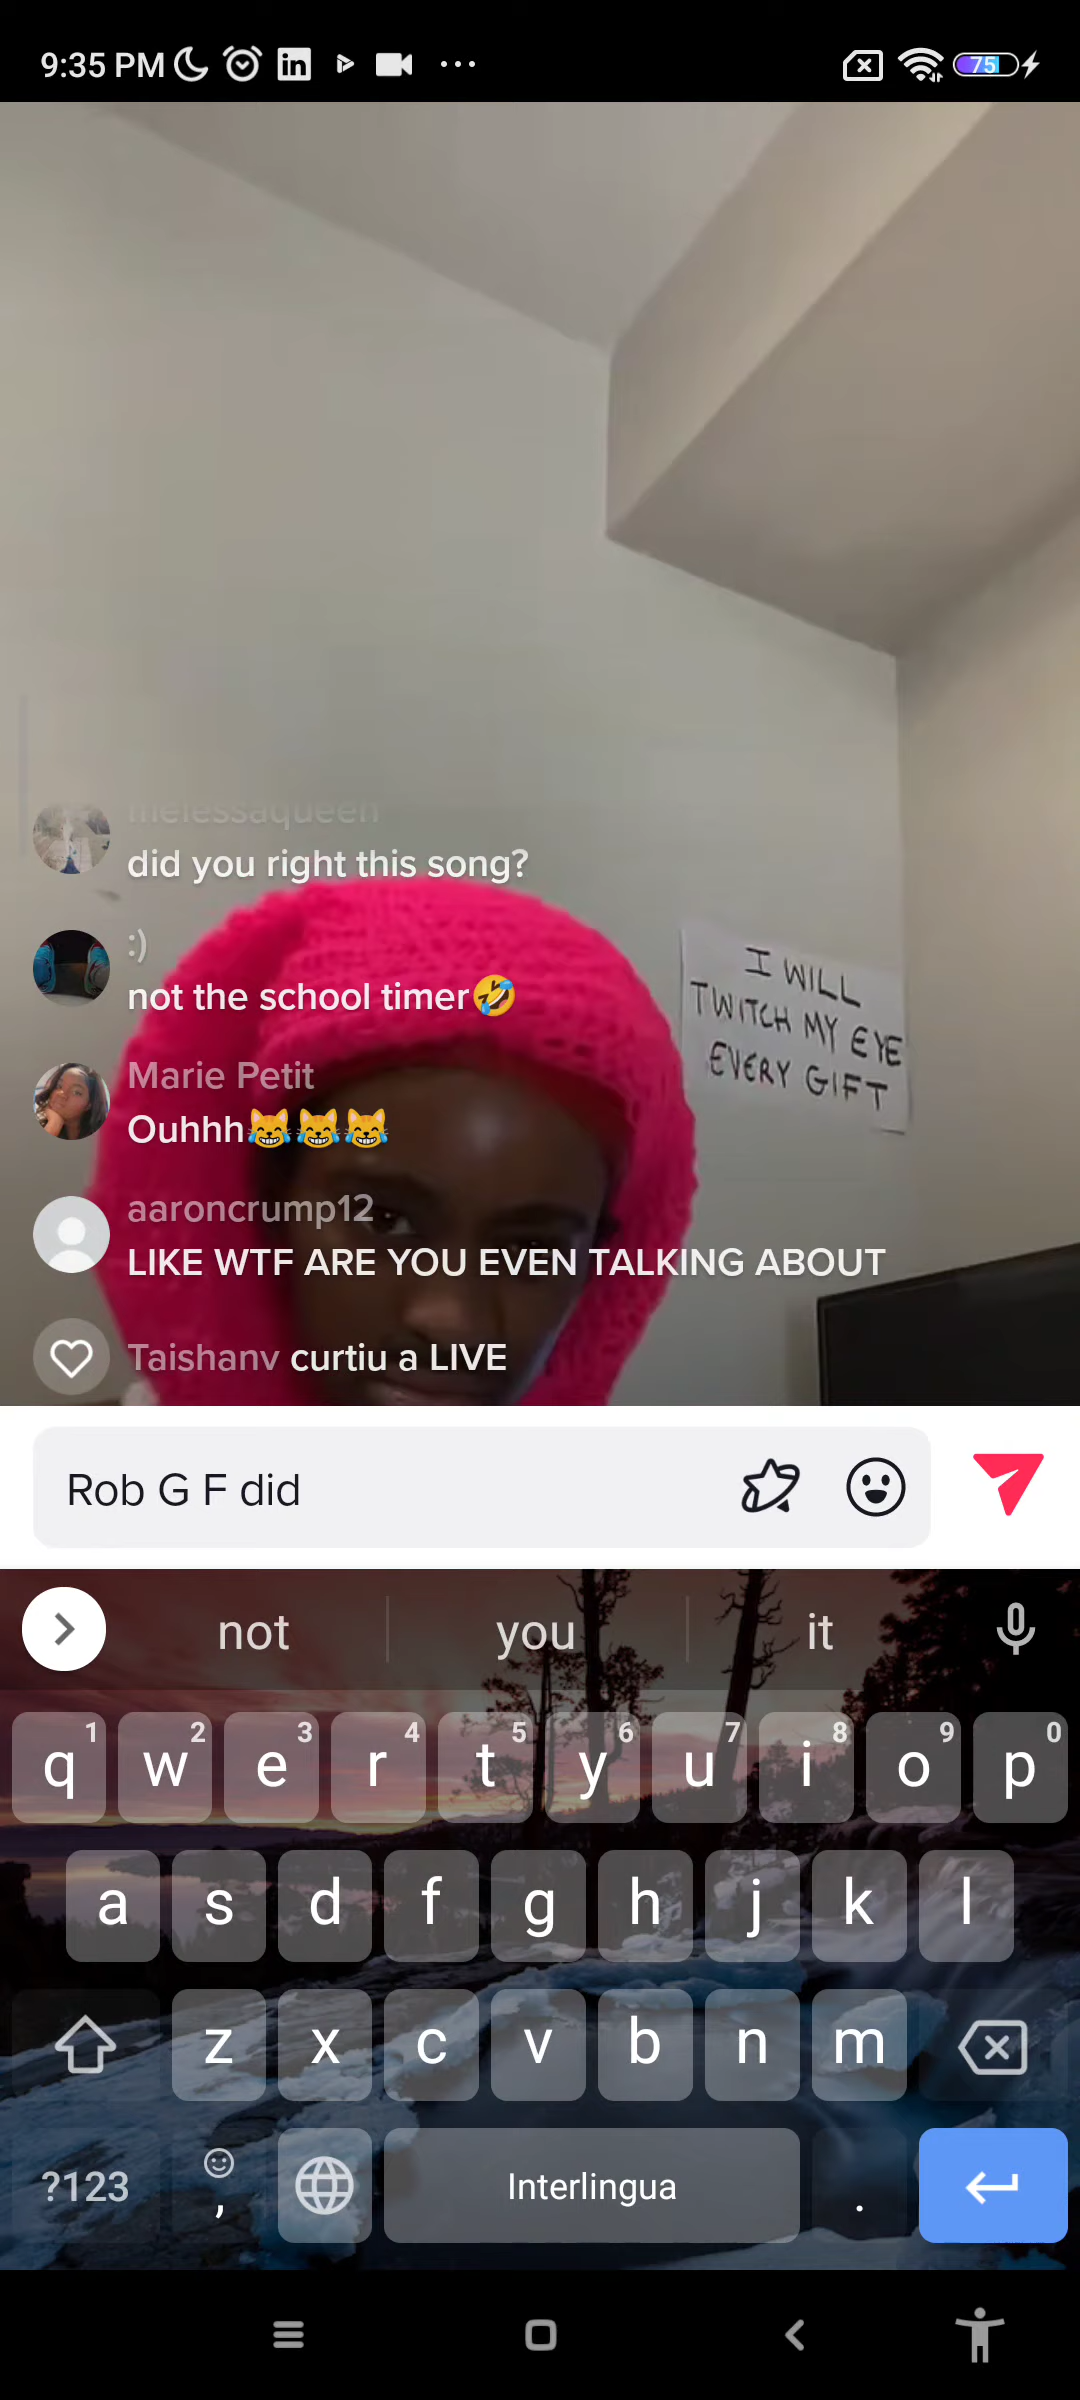 9:35 PM
75
melessaqueen
did you right this song?
:)
not the school timer🤣
Marie Petit
Ouhhh😹😹😹
aaroncrump12
LIKE WTF ARE YOU EVEN TALKING ABOUT
Taishanv curtiu a LIVE
I WILL
TWITCH MY EYE
EVERY GIFT
Rob G F did
not you it
1 2 3 4 5 6 7 8 9 0
q w e r t y u i o p
a s d f g h j k l
z x c v b n m
?123 , Interlingua .